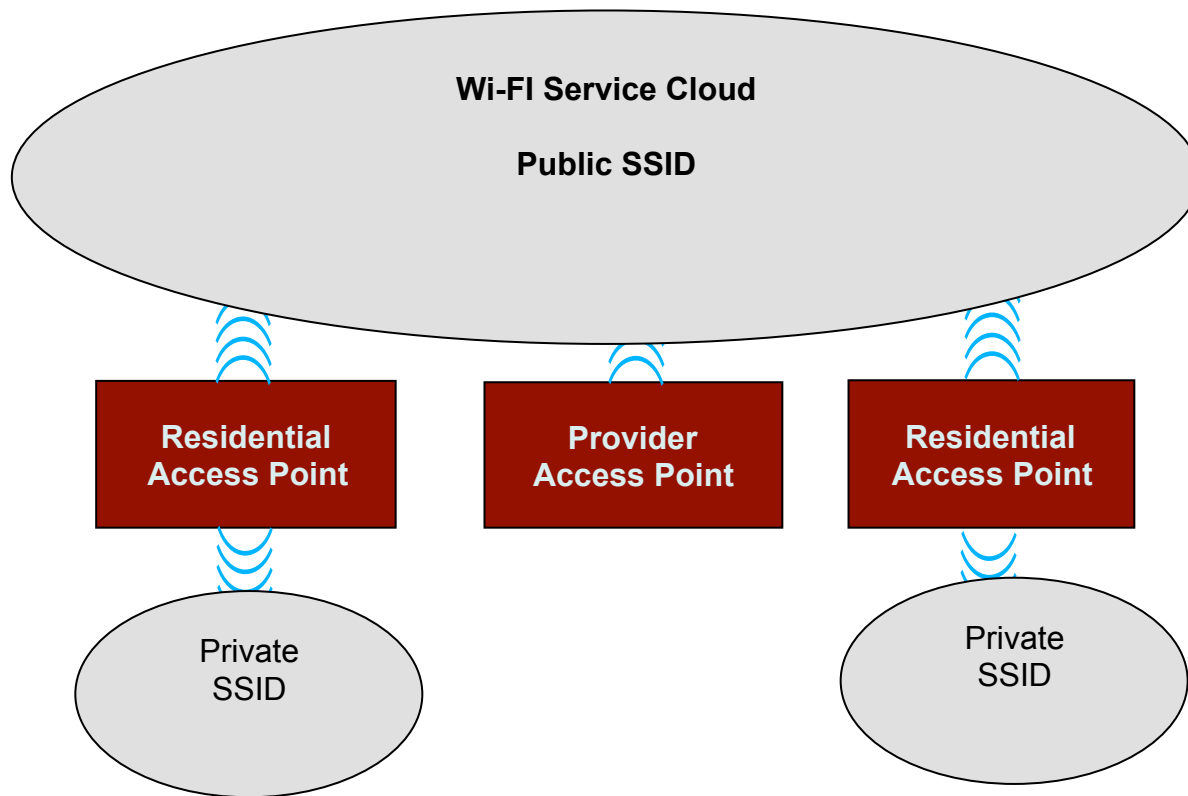 Wi-FI Service Cloud
Public SSID
Residential
Access Point
Provider
Access Point
Residential
Access Point
Private
SSID
Private
SSID